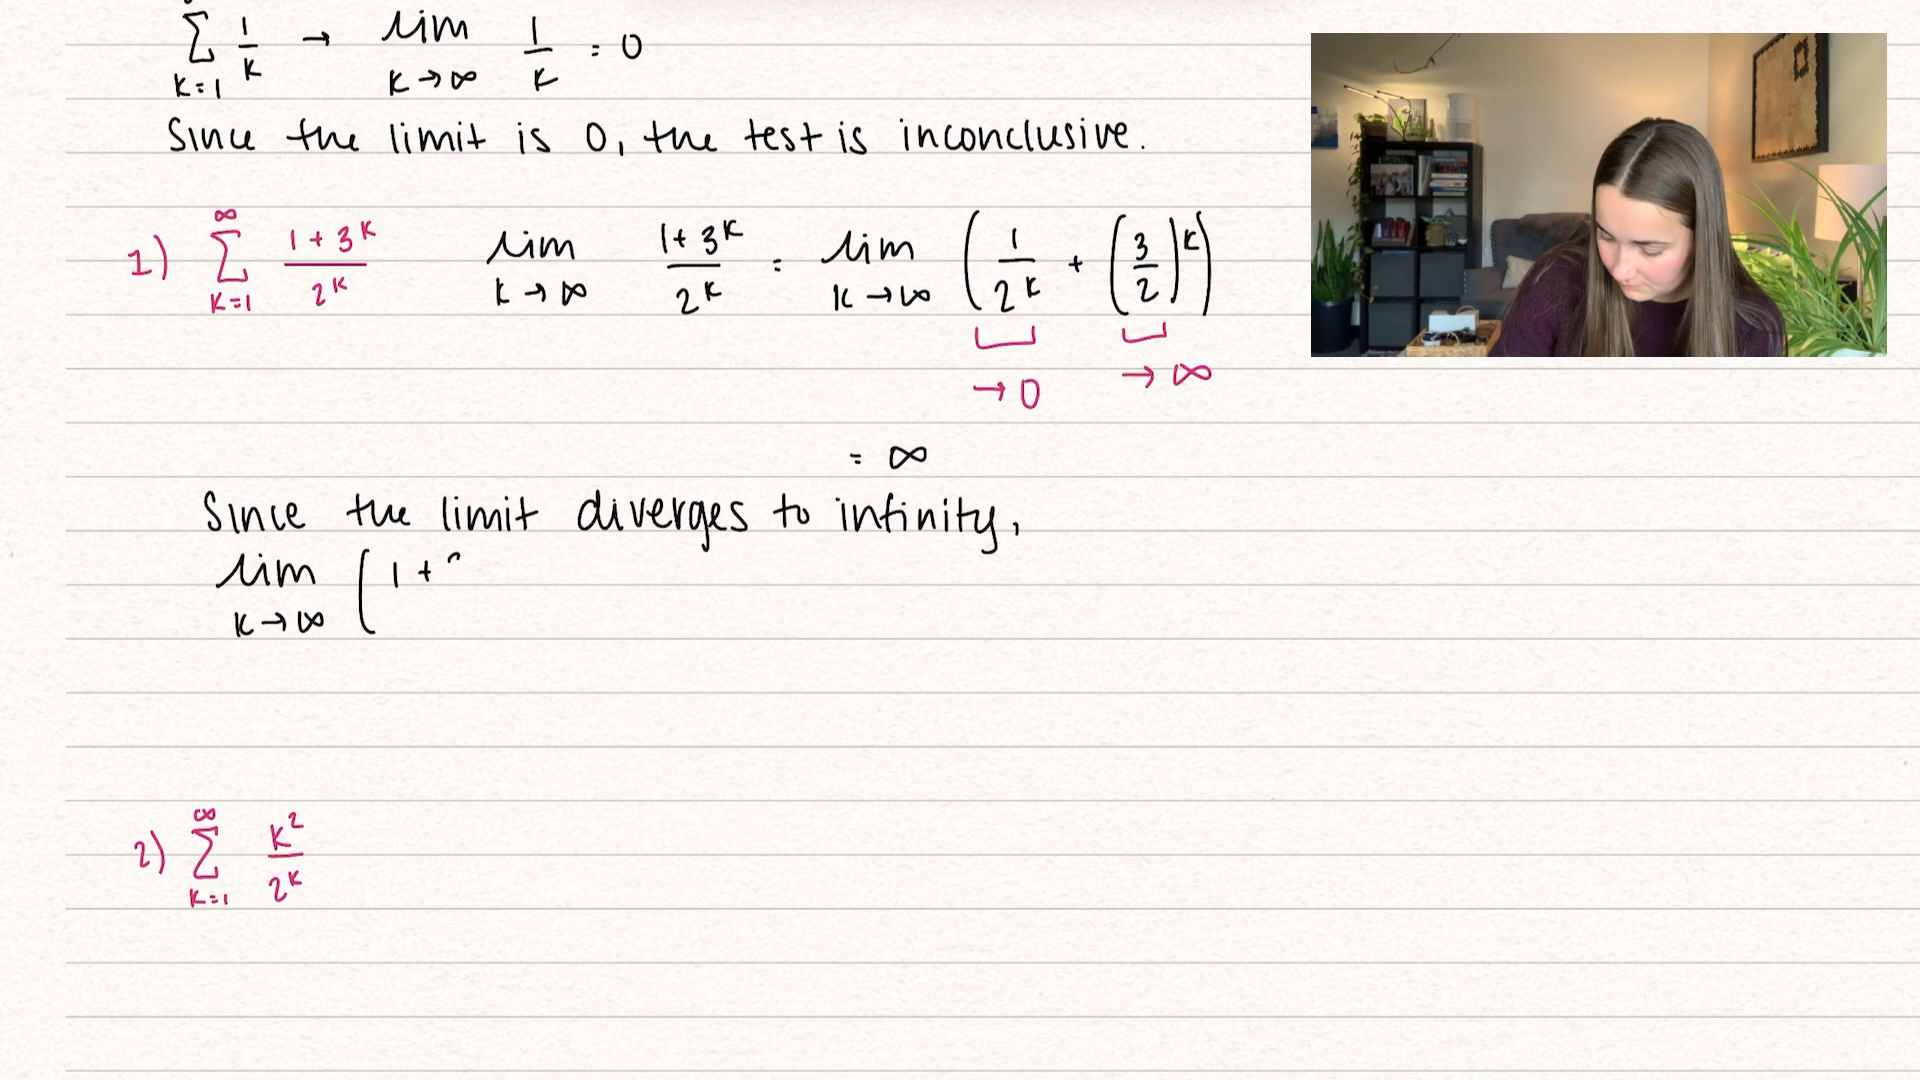 ∑ 1/k → lim 1/k = 0
k=1 k→∞
Since the limit is 0, the test is inconclusive.
1) ∞ ∑ k=1 (1+3^k)/2^k lim k→∞ (1+3^k)/2^k = lim k→∞ (1/2^k + (3/2)^k)
→ 0 → ∞
= ∞
Since the limit diverges to infinity,
lim k→∞ (1+
2) ∞ ∑ k=1 k^2/2^k